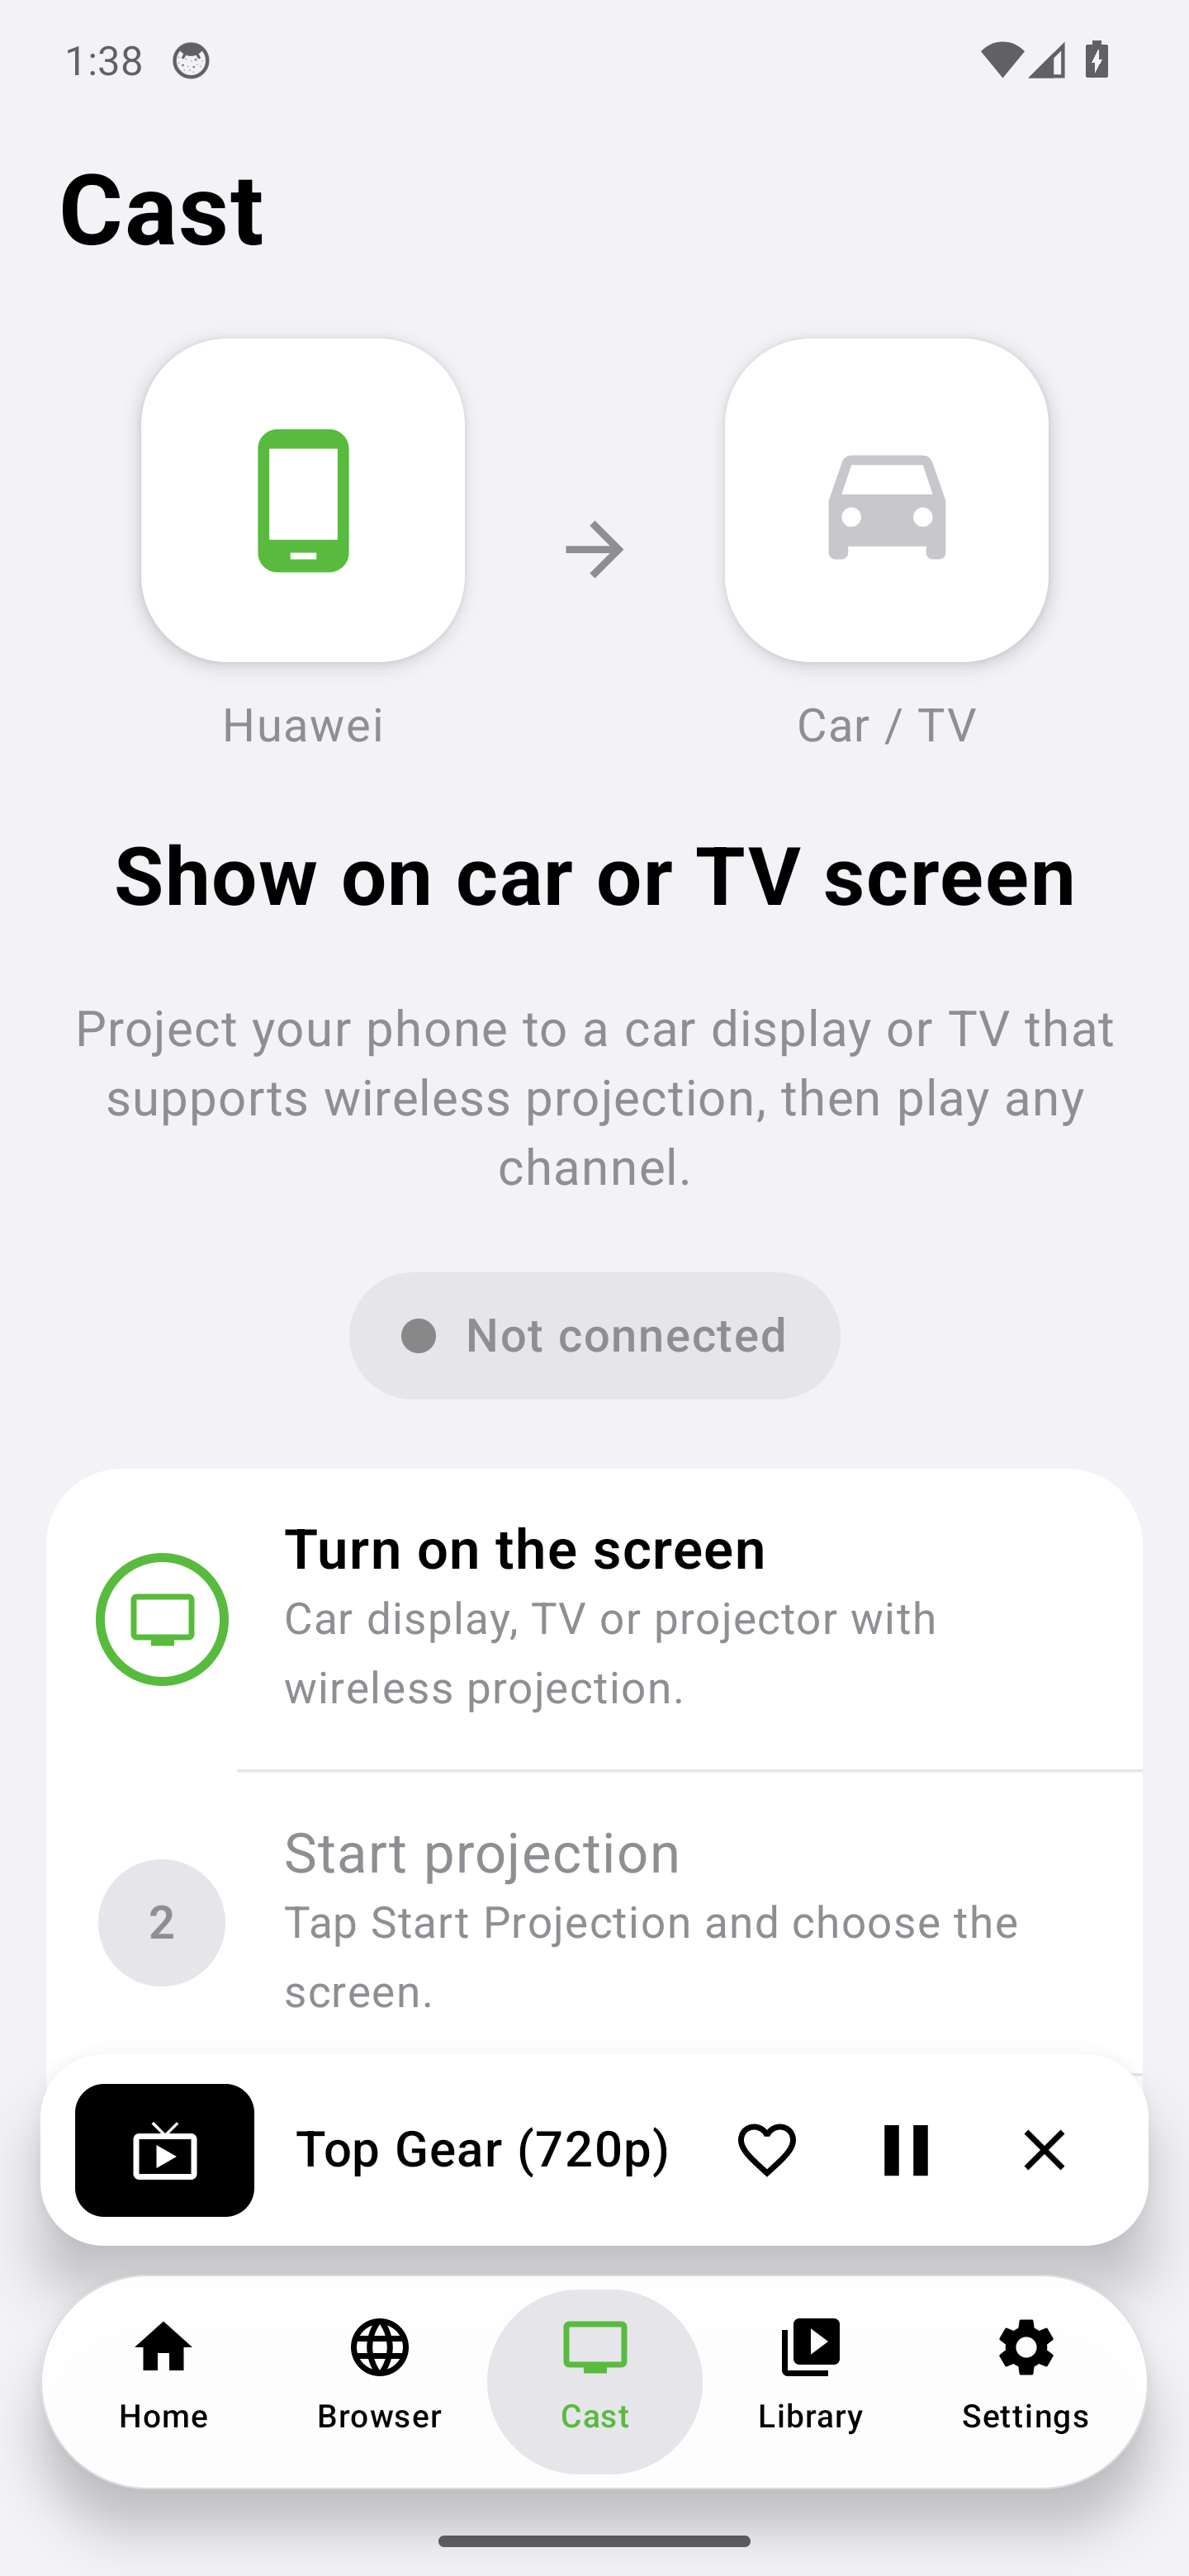 1:38
Cast
Huawei
Car / TV
Show on car or TV screen
Project your phone to a car display or TV that
supports wireless projection, then play any
channel.
Not connected
Turn on the screen
Car display, TV or projector with
wireless projection.
2
Start projection
Tap Start Projection and choose the
screen.
Top Gear (720p)
Home
Browser
Cast
Library
Settings